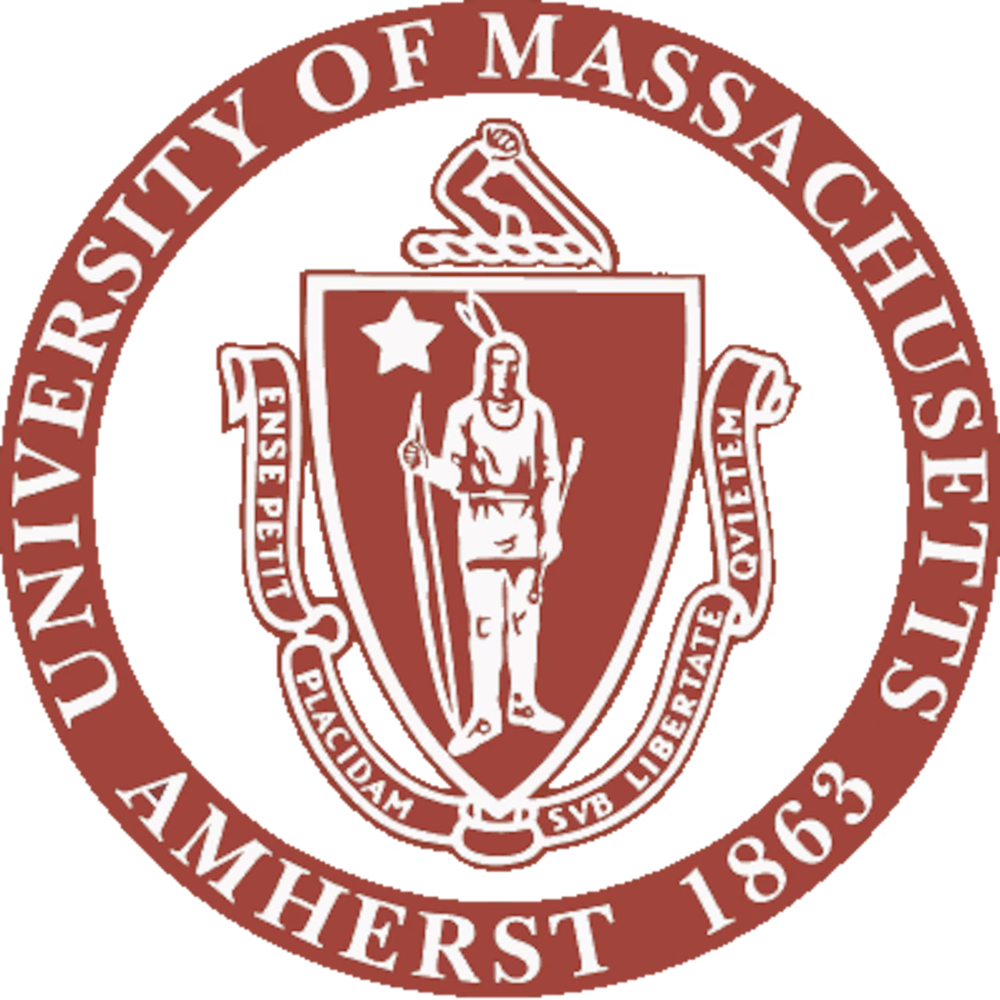 UNIVERSITY OF MASSACHUSETTS
AMHERST 1863
ENSE PETIT
PLACIDAM
SVB LIBERTATE
QVIETEM